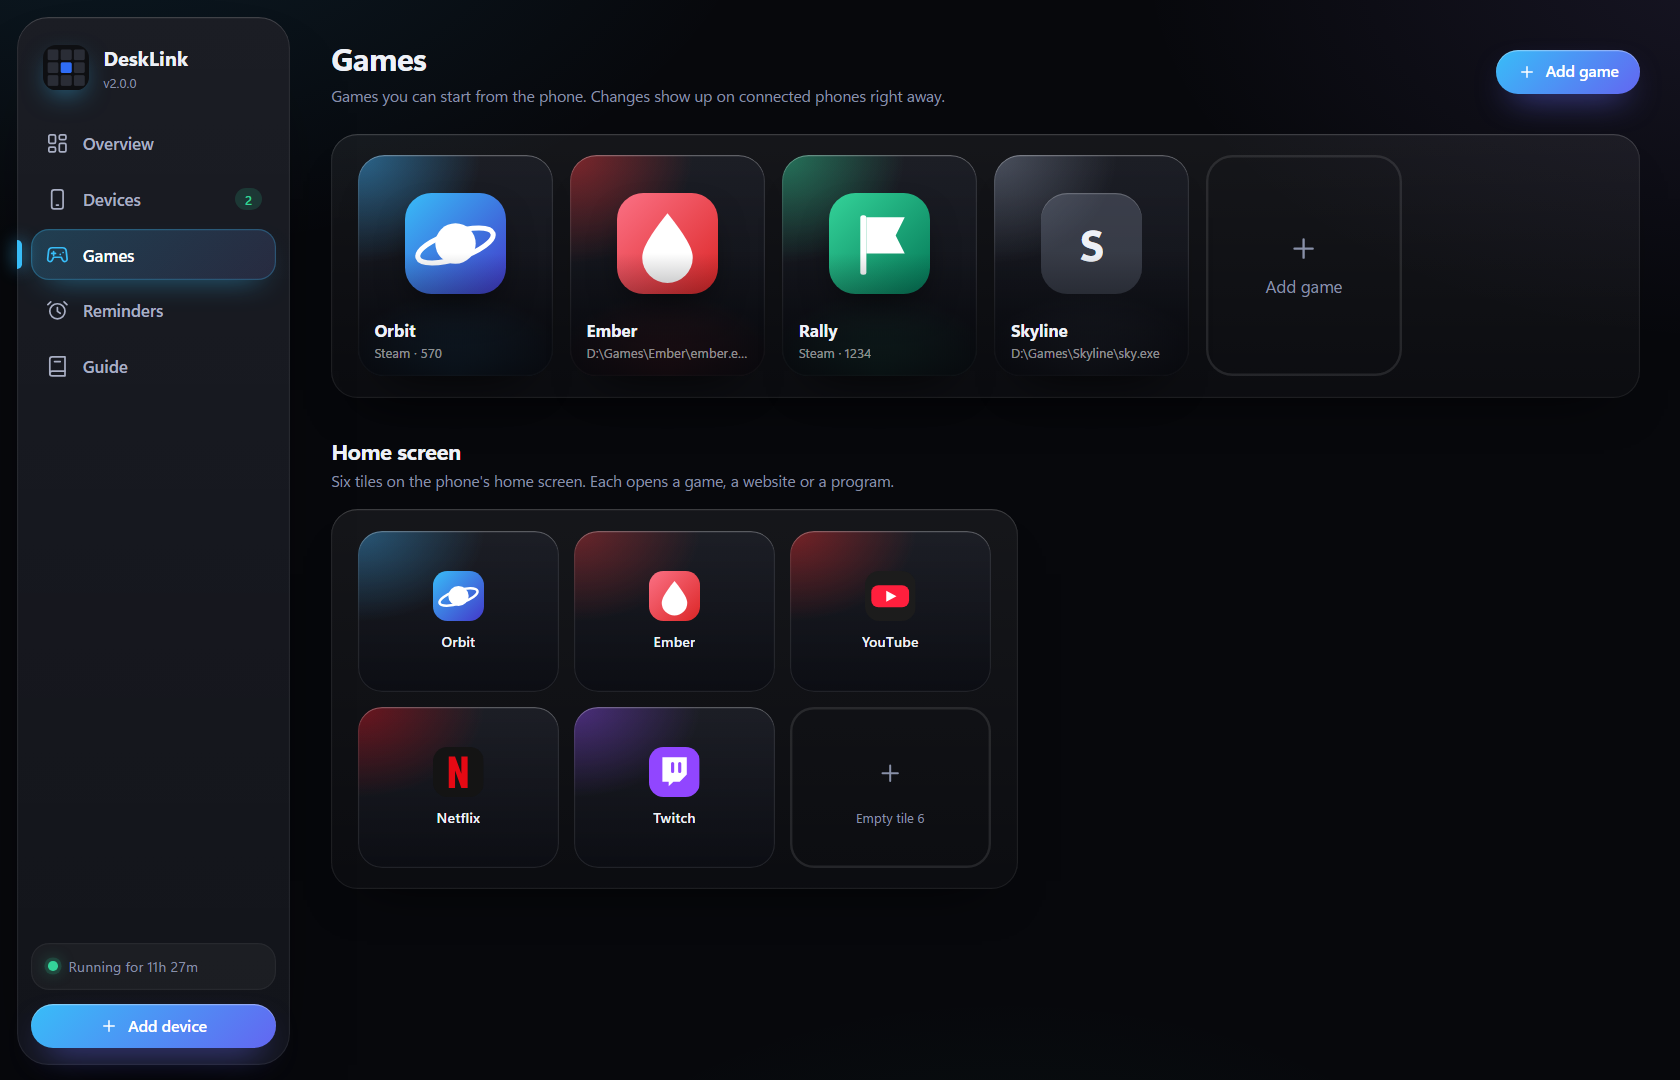 DeskLink
v2.0.0
Overview
Devices
2
Games
Reminders
Guide
Running for 11h 27m
Add device
Games
Games you can start from the phone. Changes show up on connected phones right away.
Add game
Orbit
Steam · 570
Ember
D:\Games\Ember\ember.e...
Rally
Steam · 1234
S
Skyline
D:\Games\Skyline\sky.exe
Add game
Home screen
Six tiles on the phone's home screen. Each opens a game, a website or a program.
Orbit
Ember
YouTube
N
Netflix
Twitch
Empty tile 6